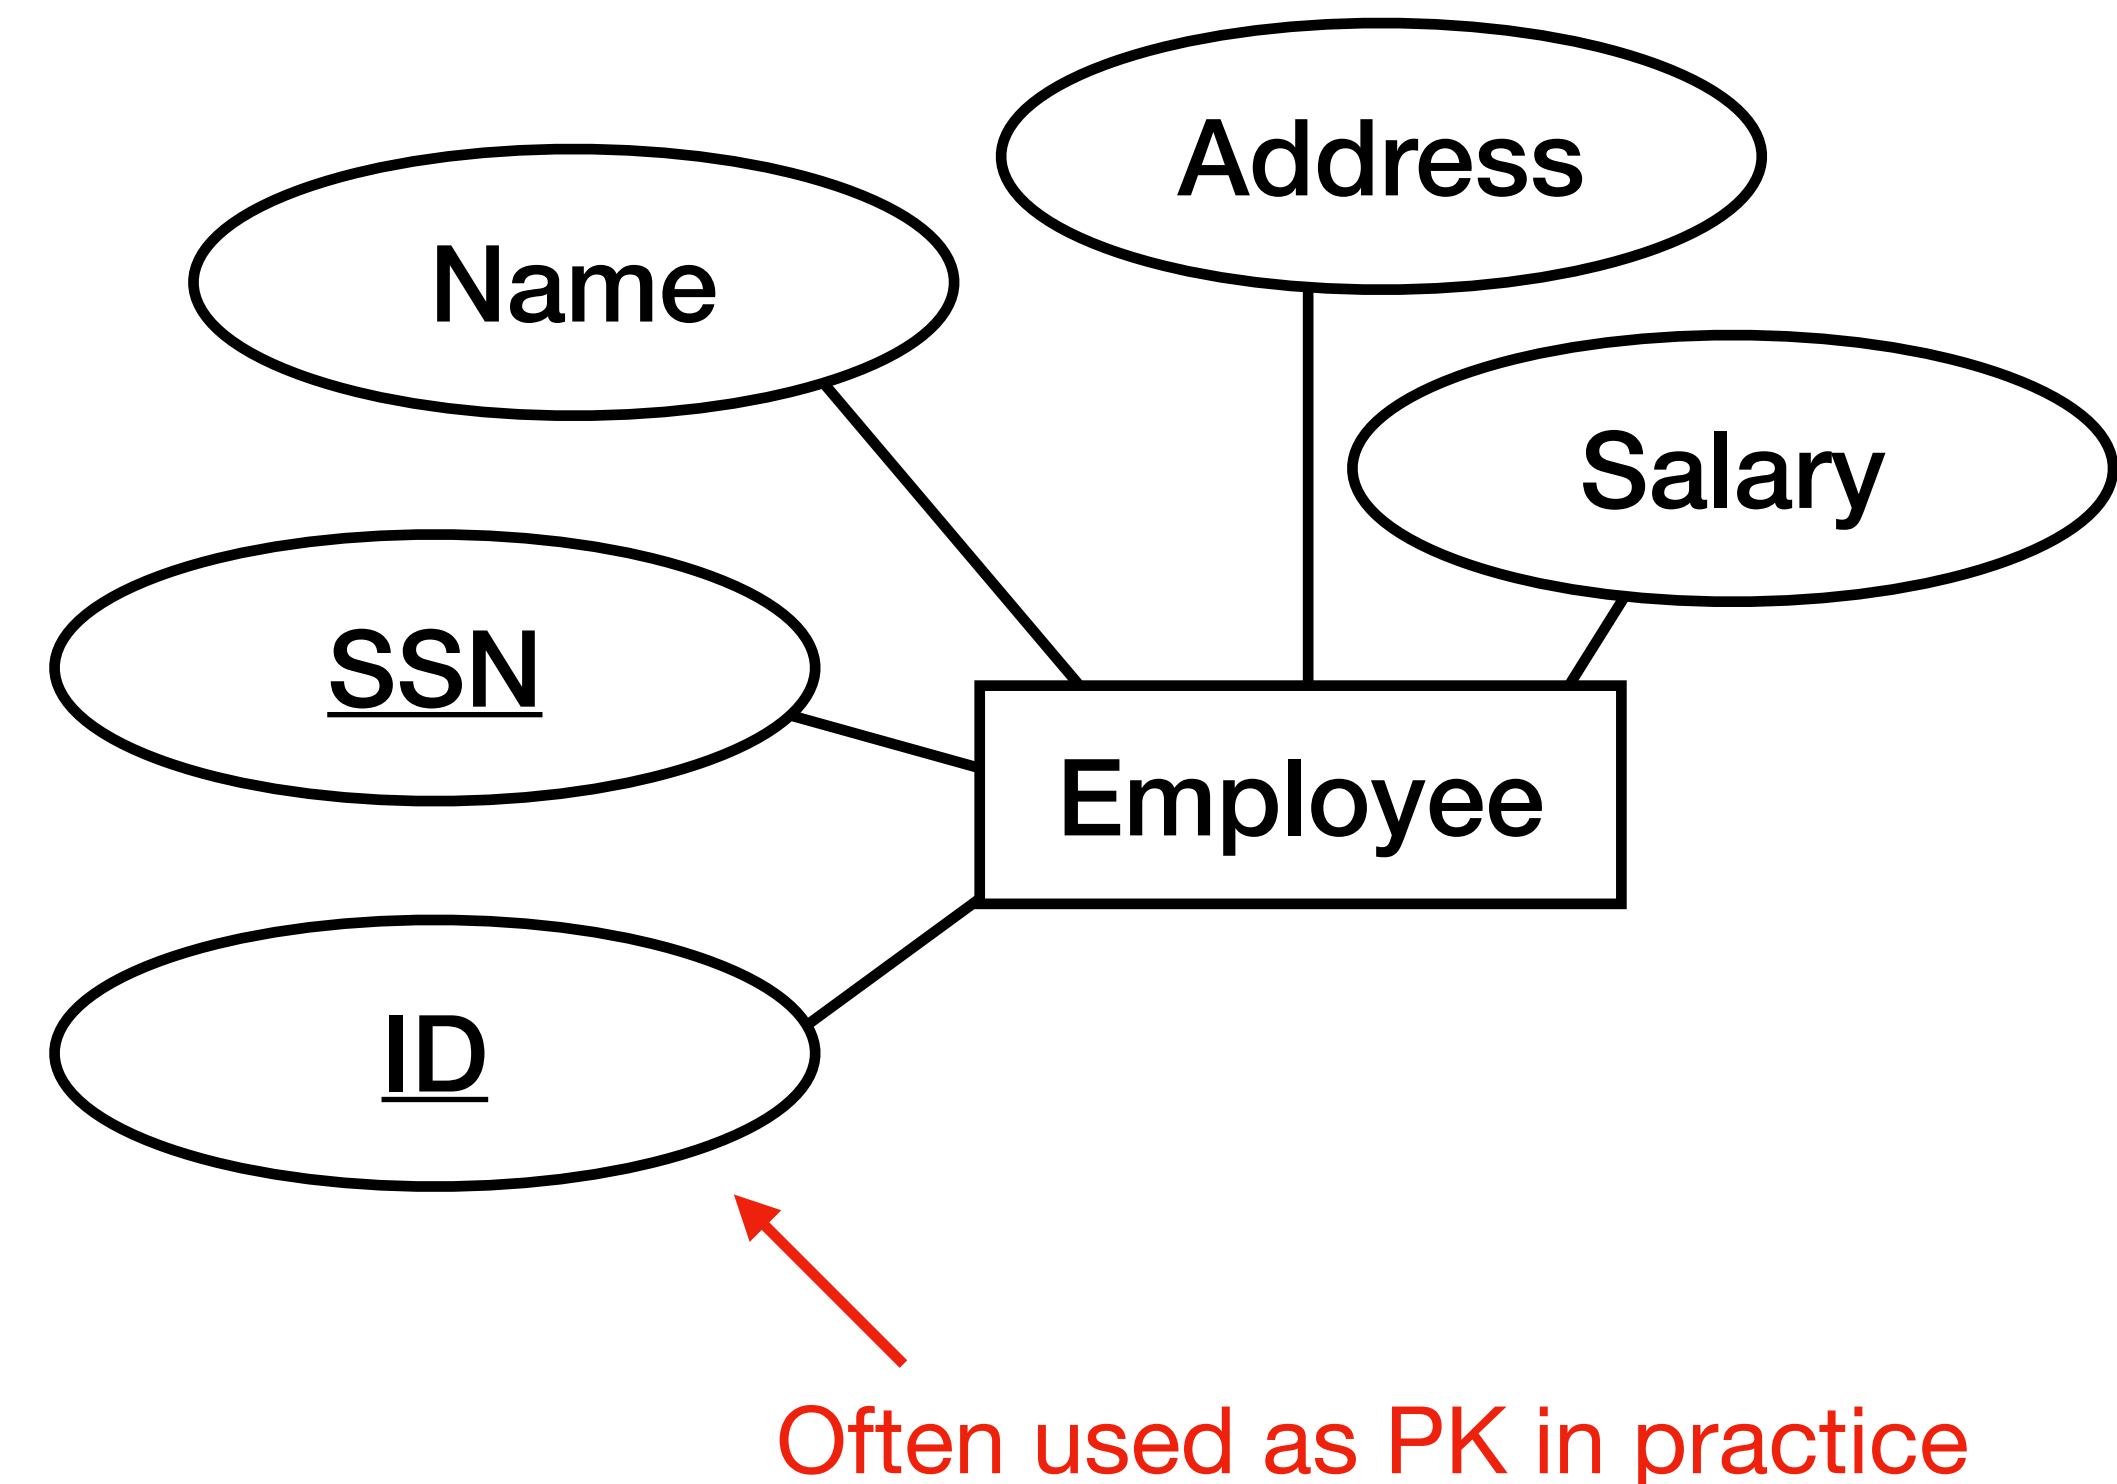 Address
Name
Salary
SSN
Employee
ID
Often used as PK in practice